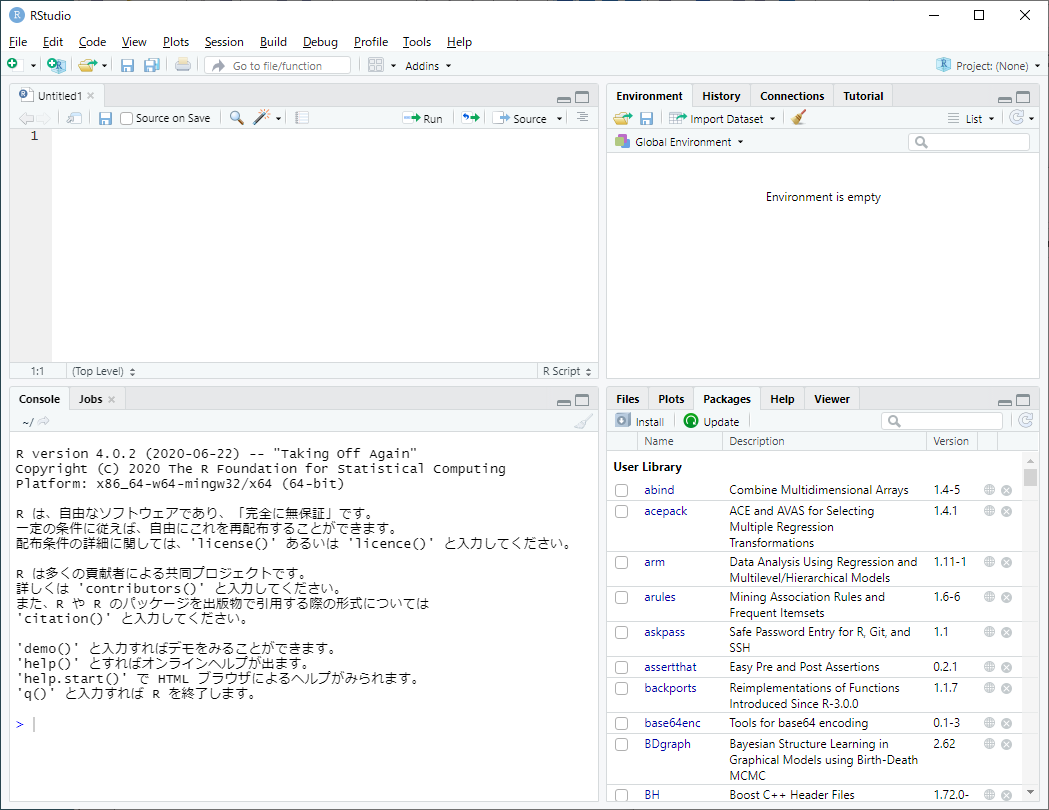 RStudio
File Edit Code View Plots Session Build Debug Profile Tools Help
Go to file/function Addins Project: (None)
Untitled1
Source on Save Run Source
1
1:1 (Top Level) R Script
Console Jobs
~/
R version 4.0.2 (2020-06-22) -- "Taking Off Again"
Copyright (C) 2020 The R Foundation for Statistical Computing
Platform: x86_64-w64-mingw32/x64 (64-bit)
R は、自由なソフトウェアであり、「完全に無保証」です。
一定の条件に従えば、自由にこれを再配布することができます。
配布条件の詳細に関しては、'license()' あるいは 'licence()' と入力してください。
R は多くの貢献者による共同プロジェクトです。
詳しくは 'contributors()' と入力してください。
また、R や R のパッケージを出版物で引用する際の形式については
'citation()' と入力してください。
'demo()' と入力すればデモをみることができます。
'help()' とすればオンラインヘルプが出ます。
'help.start()' で HTML ブラウザによるヘルプがみられます。
'q()' と入力すれば R を終了します。
>
Environment History Connections Tutorial
Import Dataset List
Global Environment
Environment is empty
Files Plots Packages Help Viewer
Install Update
Name Description Version
User Library
abind Combine Multidimensional Arrays 1.4-5
acepack ACE and AVAS for Selecting 1.4.1
Multiple Regression
Transformations
arm Data Analysis Using Regression and 1.11-1
Multilevel/Hierarchical Models
arules Mining Association Rules and 1.6-6
Frequent Itemsets
askpass Safe Password Entry for R, Git, and 1.1
SSH
assertthat Easy Pre and Post Assertions 0.2.1
backports Reimplementations of Functions 1.1.7
Introduced Since R-3.0.0
base64enc Tools for base64 encoding 0.1-3
BDgraph Bayesian Structure Learning in 2.62
Graphical Models using Birth-Death
MCMC
BH Boost C++ Header Files 1.72.0-